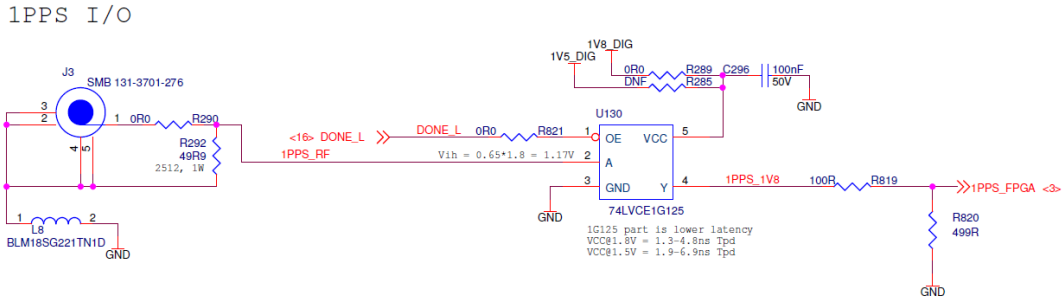 1PPS I/O
1V8_DIG
1V5_DIG
J3
SMB 131-3701-276
0R0 R289 C296 100nF
DNF R285 50V
GND
3
2
1 0R0 R290
4 5
U130
<16> DONE_L DONE_L 0R0 R821 1 OE VCC 5
R292
49R9
2512, 1W
1PPS_RF Vih = 0.65*1.8 = 1.17V 2 A
3 GND Y 4 1PPS_1V8 100R R819 1PPS_FPGA <3>
GND
74LVCE1G125
1 2
L8
BLM18SG221TN1D
GND
R820
499R
1G125 part is lower latency
VCC@1.8V = 1.3-4.8ns Tpd
VCC@1.5V = 1.9-6.9ns Tpd
GND